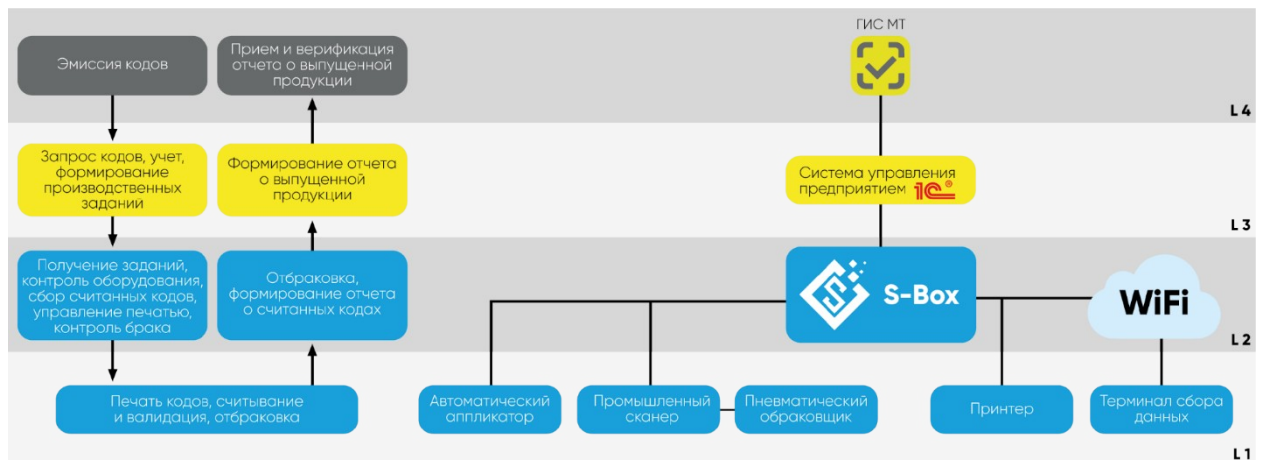 Эмиссия кодов
Прием и верификация
отчета о выпущенной
продукции
ГИС МТ
L 4
Запрос кодов, учет,
формирование
производственных
заданий
Формирование отчета
о выпущенной
продукции
Система управления
предприятием 1С®
L 3
Получение заданий,
контроль оборудования,
сбор считанных кодов,
управление печатью,
контроль брака
Отбраковка,
формирование отчета
о считанных кодах
S-Box
WiFi
L 2
Печать кодов, считывание
и валидация, отбраковка
Автоматический
аппликатор
Промышленный
сканер
Пневматический
обраковщик
Принтер
Терминал сбора
данных
L 1